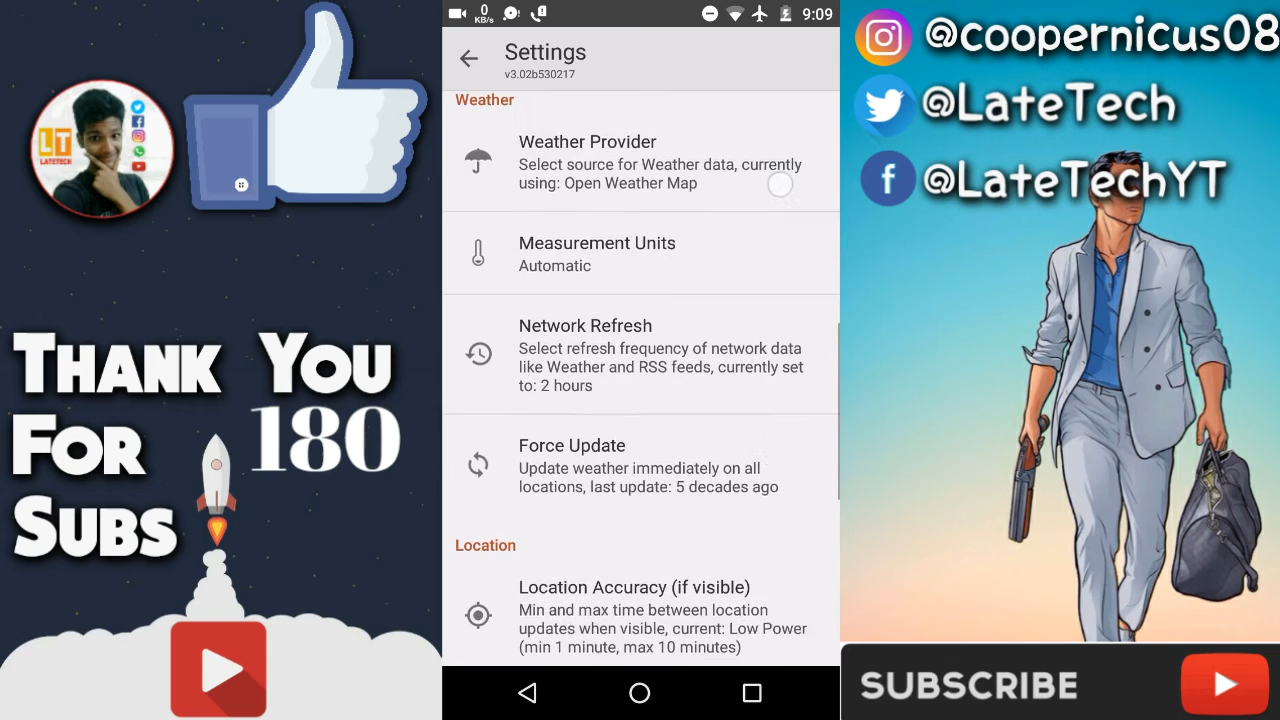 LT
LATETECH
THANK YOU
FOR 180
SUBS
0
KB/s
9:09
Settings
v3.02b530217
Weather
Weather Provider
Select source for Weather data, currently
using: Open Weather Map
Measurement Units
Automatic
Network Refresh
Select refresh frequency of network data
like Weather and RSS feeds, currently set
to: 2 hours
Force Update
Update weather immediately on all
locations, last update: 5 decades ago
Location
Location Accuracy (if visible)
Min and max time between location
updates when visible, current: Low Power
(min 1 minute, max 10 minutes)
@coopernicus08
@LateTech
@LateTechYT
SUBSCRIBE